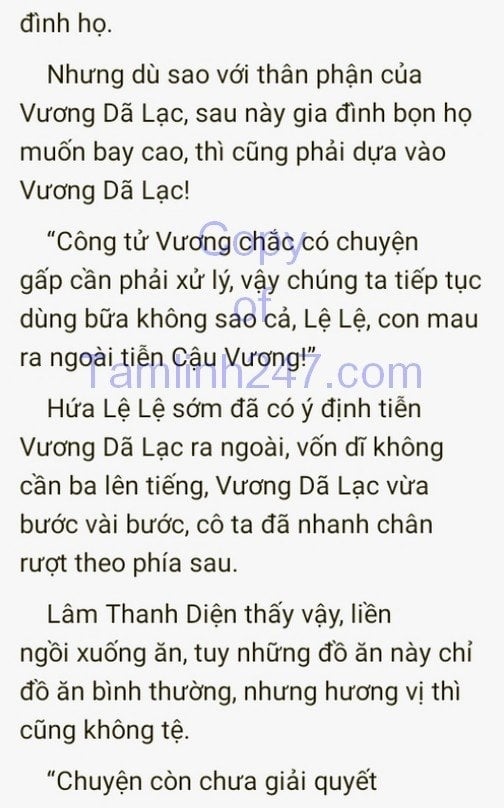 đình họ.
Nhưng dù sao với thân phận của
Vương Dã Lạc, sau này gia đình bọn họ
muốn bay cao, thì cũng phải dựa vào
Vương Dã Lạc!
“Công tử Vương chắc có chuyện
gấp cần phải xử lý, vậy chúng ta tiếp tục
dùng bữa không sao cả, Lệ Lệ, con mau
ra ngoài tiễn Cậu Vương!”
Copy
of
Tamlinh247.com
Hứa Lệ Lệ sớm đã có ý định tiễn
Vương Dã Lạc ra ngoài, vốn dĩ không
cần ba lên tiếng, Vương Dã Lạc vừa
bước vài bước, cô ta đã nhanh chân
rượt theo phía sau.
Lâm Thanh Diện thấy vậy, liền
ngồi xuống ăn, tuy những đồ ăn này chỉ
đồ ăn bình thường, nhưng hương vị thì
cũng không tệ.
“Chuyện còn chưa giải quyết